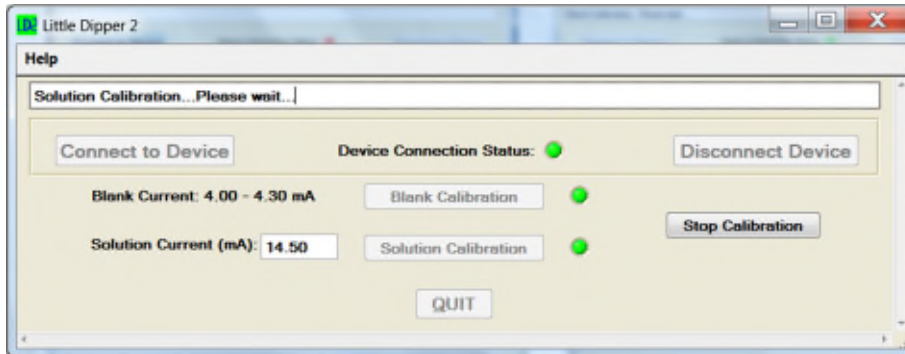 Little Dipper 2
Help
Solution Calibration...Please wait...
Connect to Device
Device Connection Status:
Disconnect Device
Blank Current: 4.00 - 4.30 mA
Blank Calibration
Stop Calibration
Solution Current (mA): 14.50
Solution Calibration
QUIT